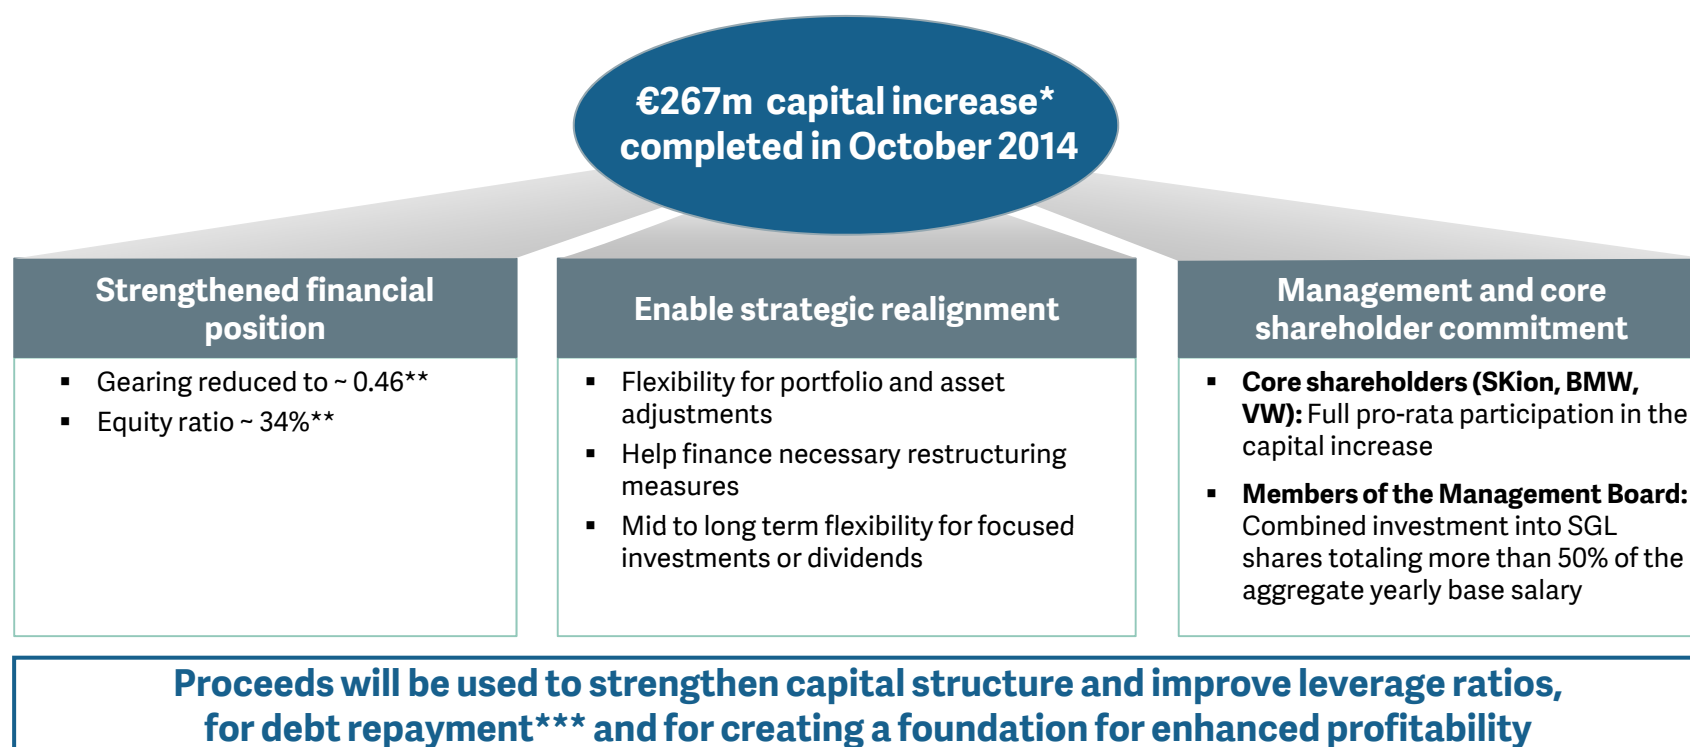 €267m capital increase*
completed in October 2014
Strengthened financial
position
▪ Gearing reduced to ~ 0.46**
▪ Equity ratio ~ 34%**
Enable strategic realignment
▪ Flexibility for portfolio and asset
adjustments
▪ Help finance necessary restructuring
measures
▪ Mid to long term flexibility for focused
investments or dividends
Management and core
shareholder commitment
▪ Core shareholders (SKion, BMW,
VW): Full pro-rata participation in the
capital increase
▪ Members of the Management Board:
Combined investment into SGL
shares totaling more than 50% of the
aggregate yearly base salary
Proceeds will be used to strengthen capital structure and improve leverage ratios,
for debt repayment*** and for creating a foundation for enhanced profitability